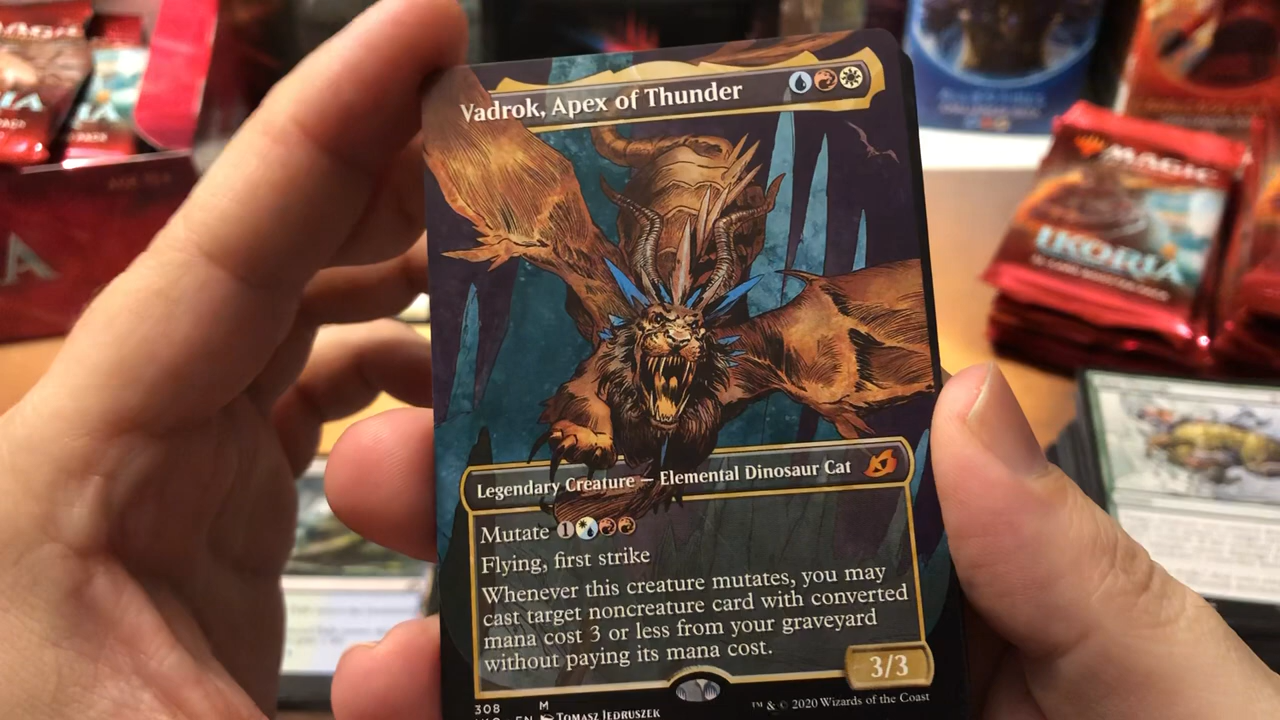 Vadrok, Apex of Thunder
Legendary Creature — Elemental Dinosaur Cat
Mutate 1
Flying, first strike
Whenever this creature mutates, you may
cast target noncreature card with converted
mana cost 3 or less from your graveyard
without paying its mana cost.
3/3
308 M
EN TOMASZ JEDRUSZEK
™ & © 2020 Wizards of the Coast
MAGIC
IKORIA